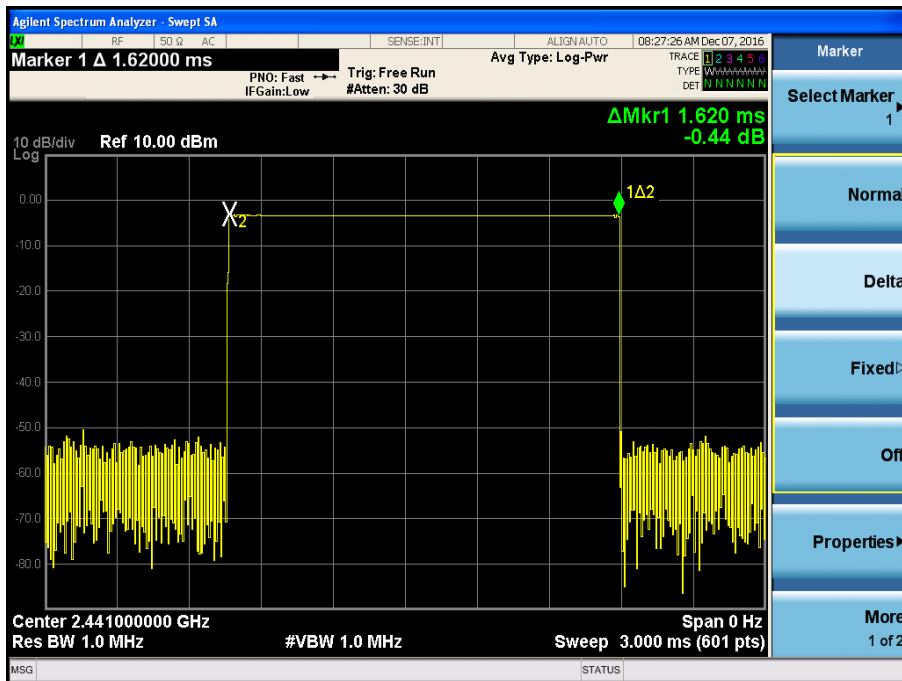 Agilent Spectrum Analyzer - Swept SA
LXI RF 50 Ω AC SENSE:INT ALIGN AUTO 08:27:26 AM Dec 07, 2016
Marker 1 Δ 1.62000 ms
PNO: Fast
IFGain:Low
Trig: Free Run
#Atten: 30 dB
Avg Type: Log-Pwr
TRACE 1 2 3 4 5 6
TYPE W
DET N N N N N N
ΔMkr1 1.620 ms
-0.44 dB
10 dB/div Ref 10.00 dBm
Log
0.00
-10.0
-20.0
-30.0
-40.0
-50.0
-60.0
-70.0
-80.0
X2
1Δ2
Center 2.441000000 GHz Span 0 Hz
Res BW 1.0 MHz #VBW 1.0 MHz Sweep 3.000 ms (601 pts)
MSG STATUS
Marker
Select Marker
1
Normal
Delta
Fixed
Off
Properties
More
1 of 2